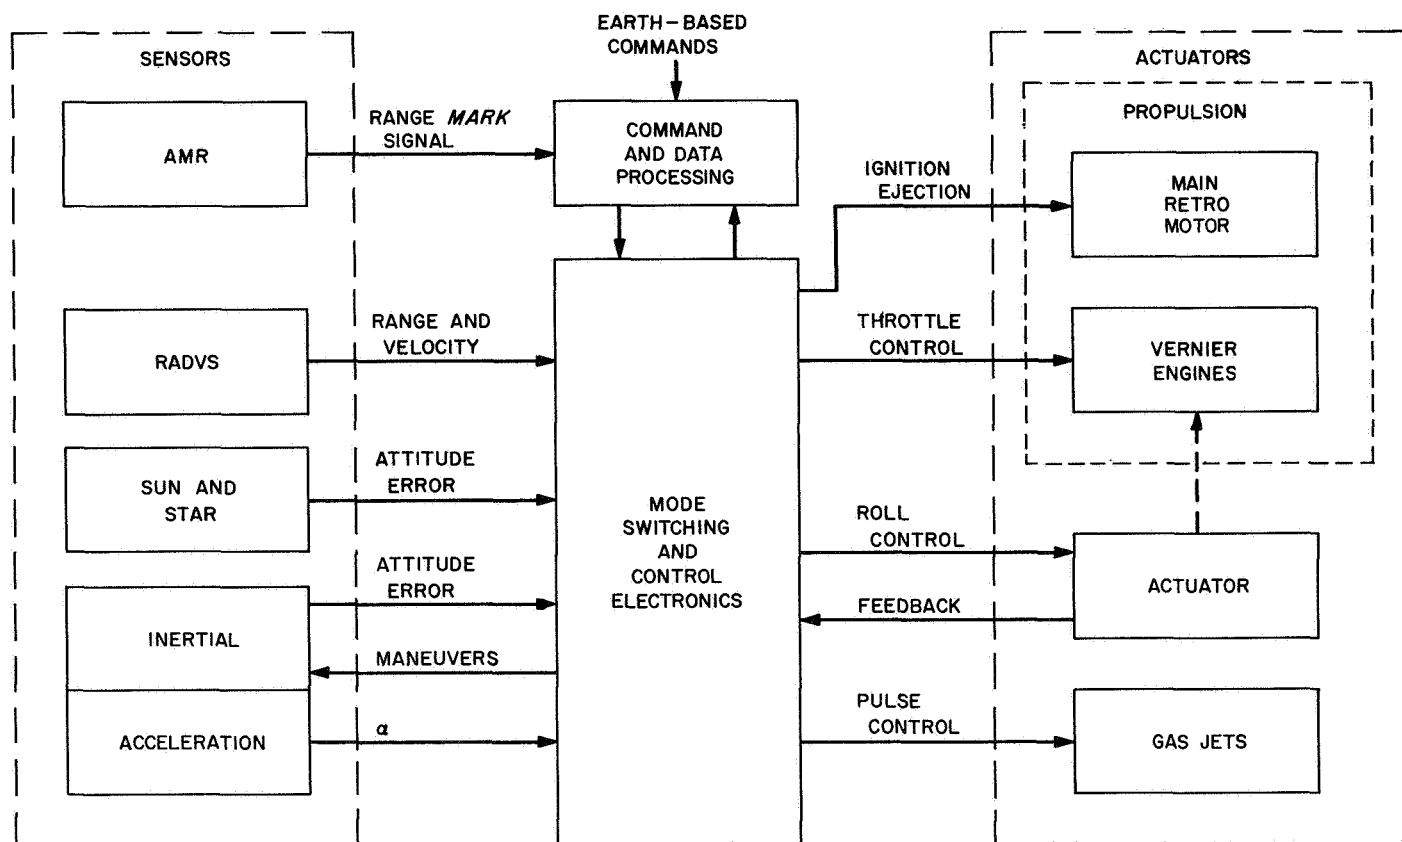 EARTH-BASED
COMMANDS
SENSORS
ACTUATORS
PROPULSION
AMR
RANGE MARK
SIGNAL
COMMAND
AND DATA
PROCESSING
IGNITION
EJECTION
MAIN
RETRO
MOTOR
RADVS
RANGE AND
VELOCITY
THROTTLE
CONTROL
VERNIER
ENGINES
SUN AND
STAR
ATTITUDE
ERROR
MODE
SWITCHING
AND
CONTROL
ELECTRONICS
ROLL
CONTROL
ACTUATOR
FEEDBACK
INERTIAL
ATTITUDE
ERROR
MANEUVERS
ACCELERATION
α
PULSE
CONTROL
GAS JETS